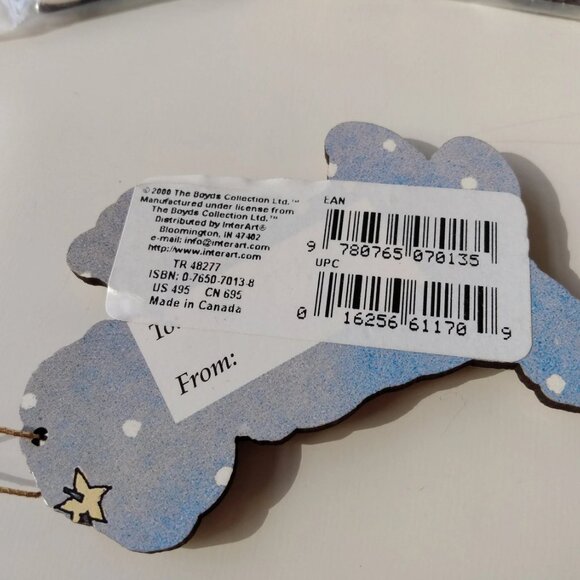 © 2000 The Boyds Collection Ltd.™
Manufactured under license from
The Boyds Collection Ltd.™
Distributed by InterArt®
Bloomington, IN 47402
e-mail: info@interart.com
http://www.interart.com
TR 48277
ISBN: 0-7650-7013-8
US 495 CN 695
Made in Canada
EAN
9 780765 070135
UPC
0 16256 61170 9
To:
From: